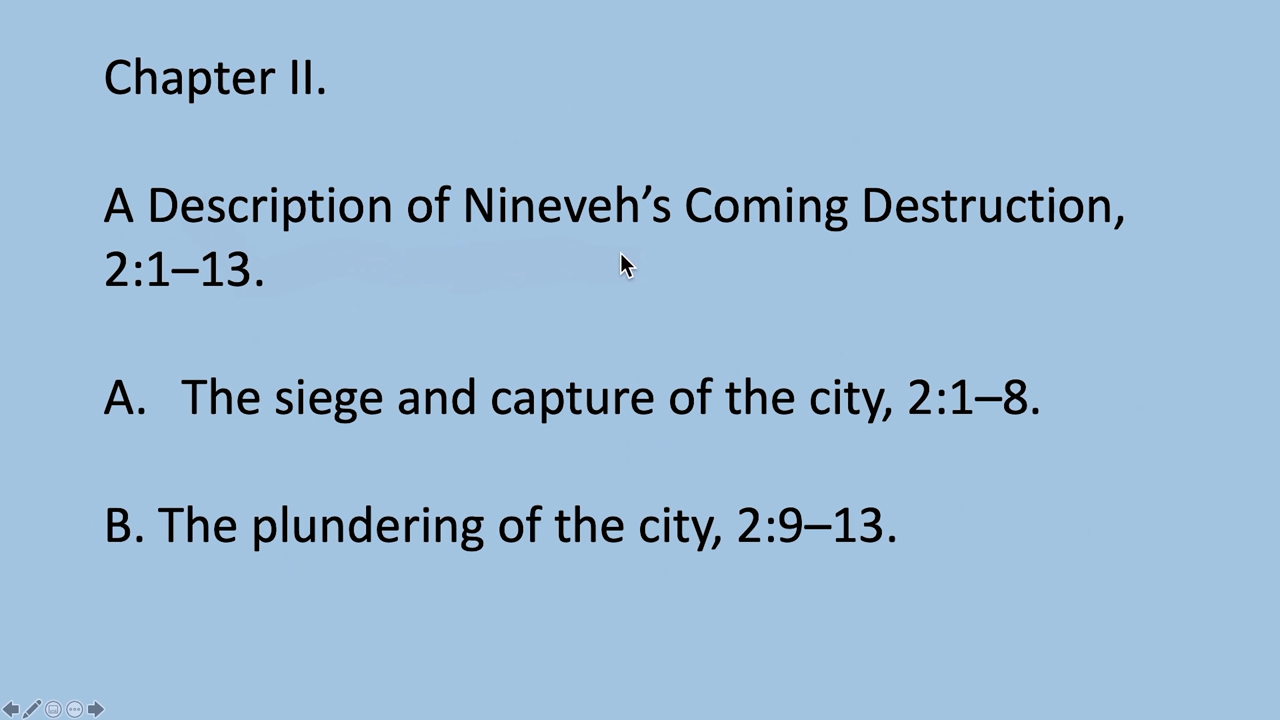 Chapter II.
A Description of Nineveh’s Coming Destruction,
2:1–13.
A. The siege and capture of the city, 2:1–8.
B. The plundering of the city, 2:9–13.